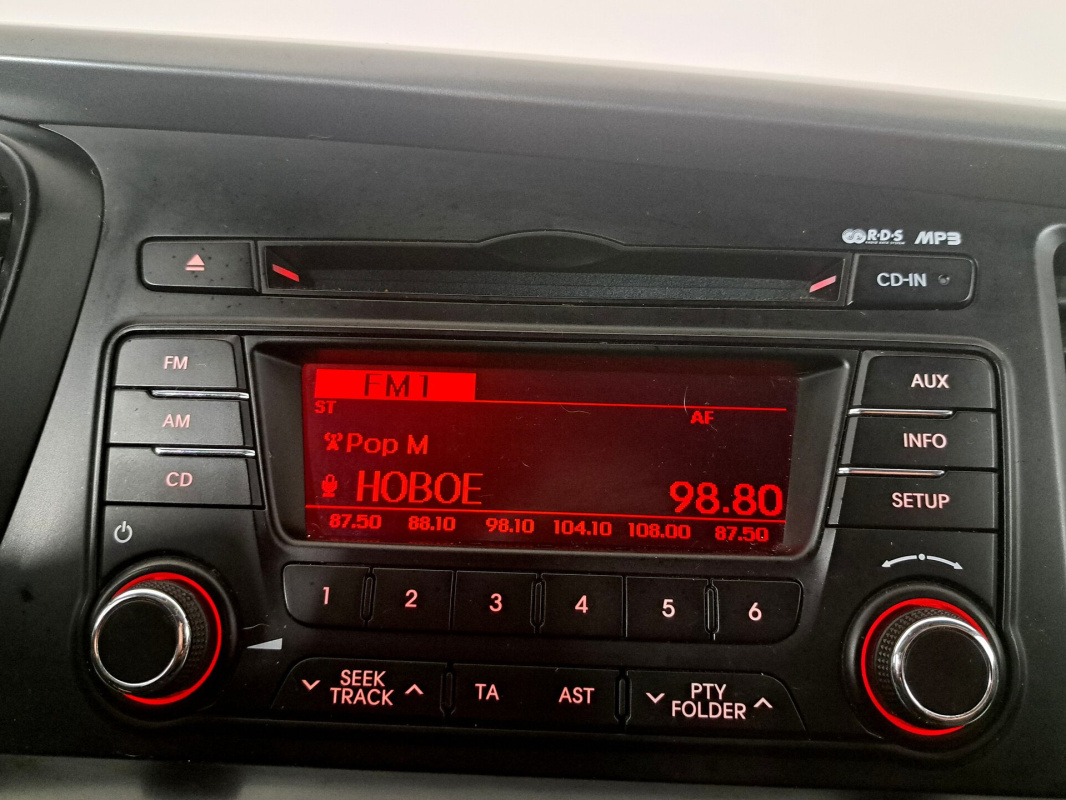 R·D·S MP3
CD-IN
FM
AM
CD
FM1
ST AF
Pop M
HOBOE 98.80
87.50 88.10 98.10 104.10 108.00 87.50
AUX
INFO
SETUP
1 2 3 4 5 6
SEEK
TRACK
TA AST
PTY
FOLDER